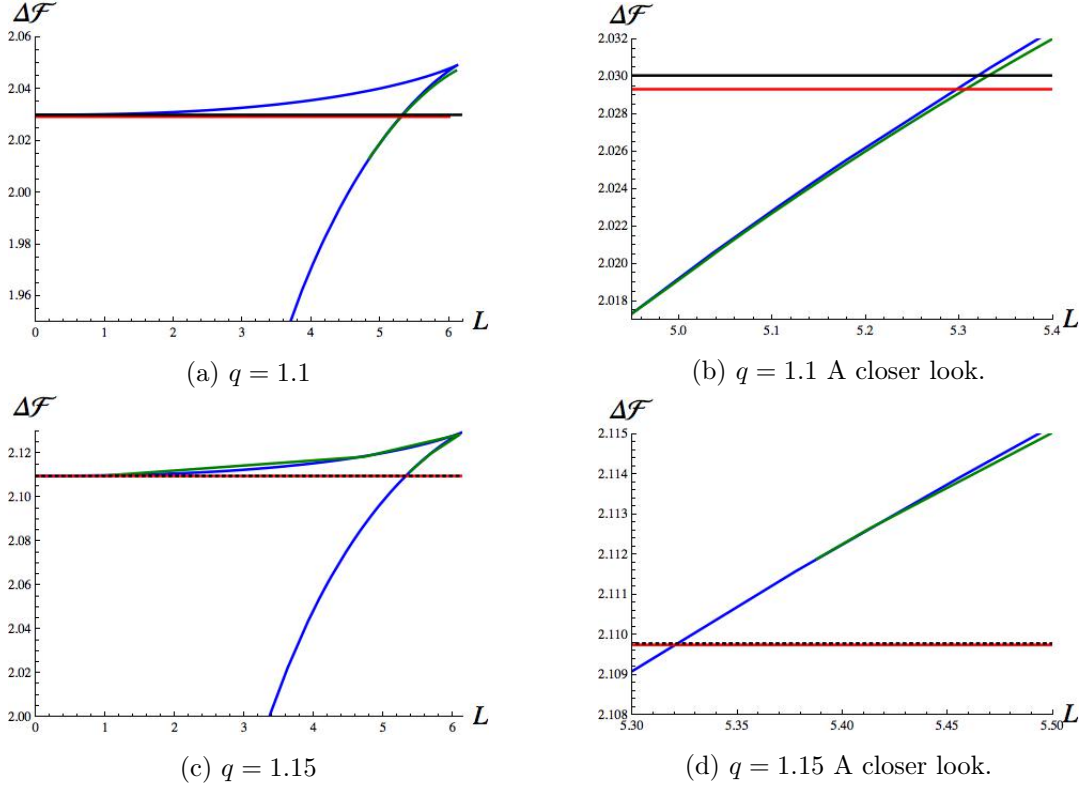 ΔF
2.06
2.04
2.02
2.00
1.98
1.96
0 1 2 3 4 5 6 L
(a) q = 1.1
ΔF
2.032
2.030
2.028
2.026
2.024
2.022
2.020
2.018
5.0 5.1 5.2 5.3 5.4 L
(b) q = 1.1 A closer look.
ΔF
2.12
2.10
2.08
2.06
2.04
2.02
2.00
0 1 2 3 4 5 6 L
(c) q = 1.15
ΔF
2.115
2.114
2.113
2.112
2.111
2.110
2.109
2.108
5.30 5.35 5.40 5.45 5.50 L
(d) q = 1.15 A closer look.